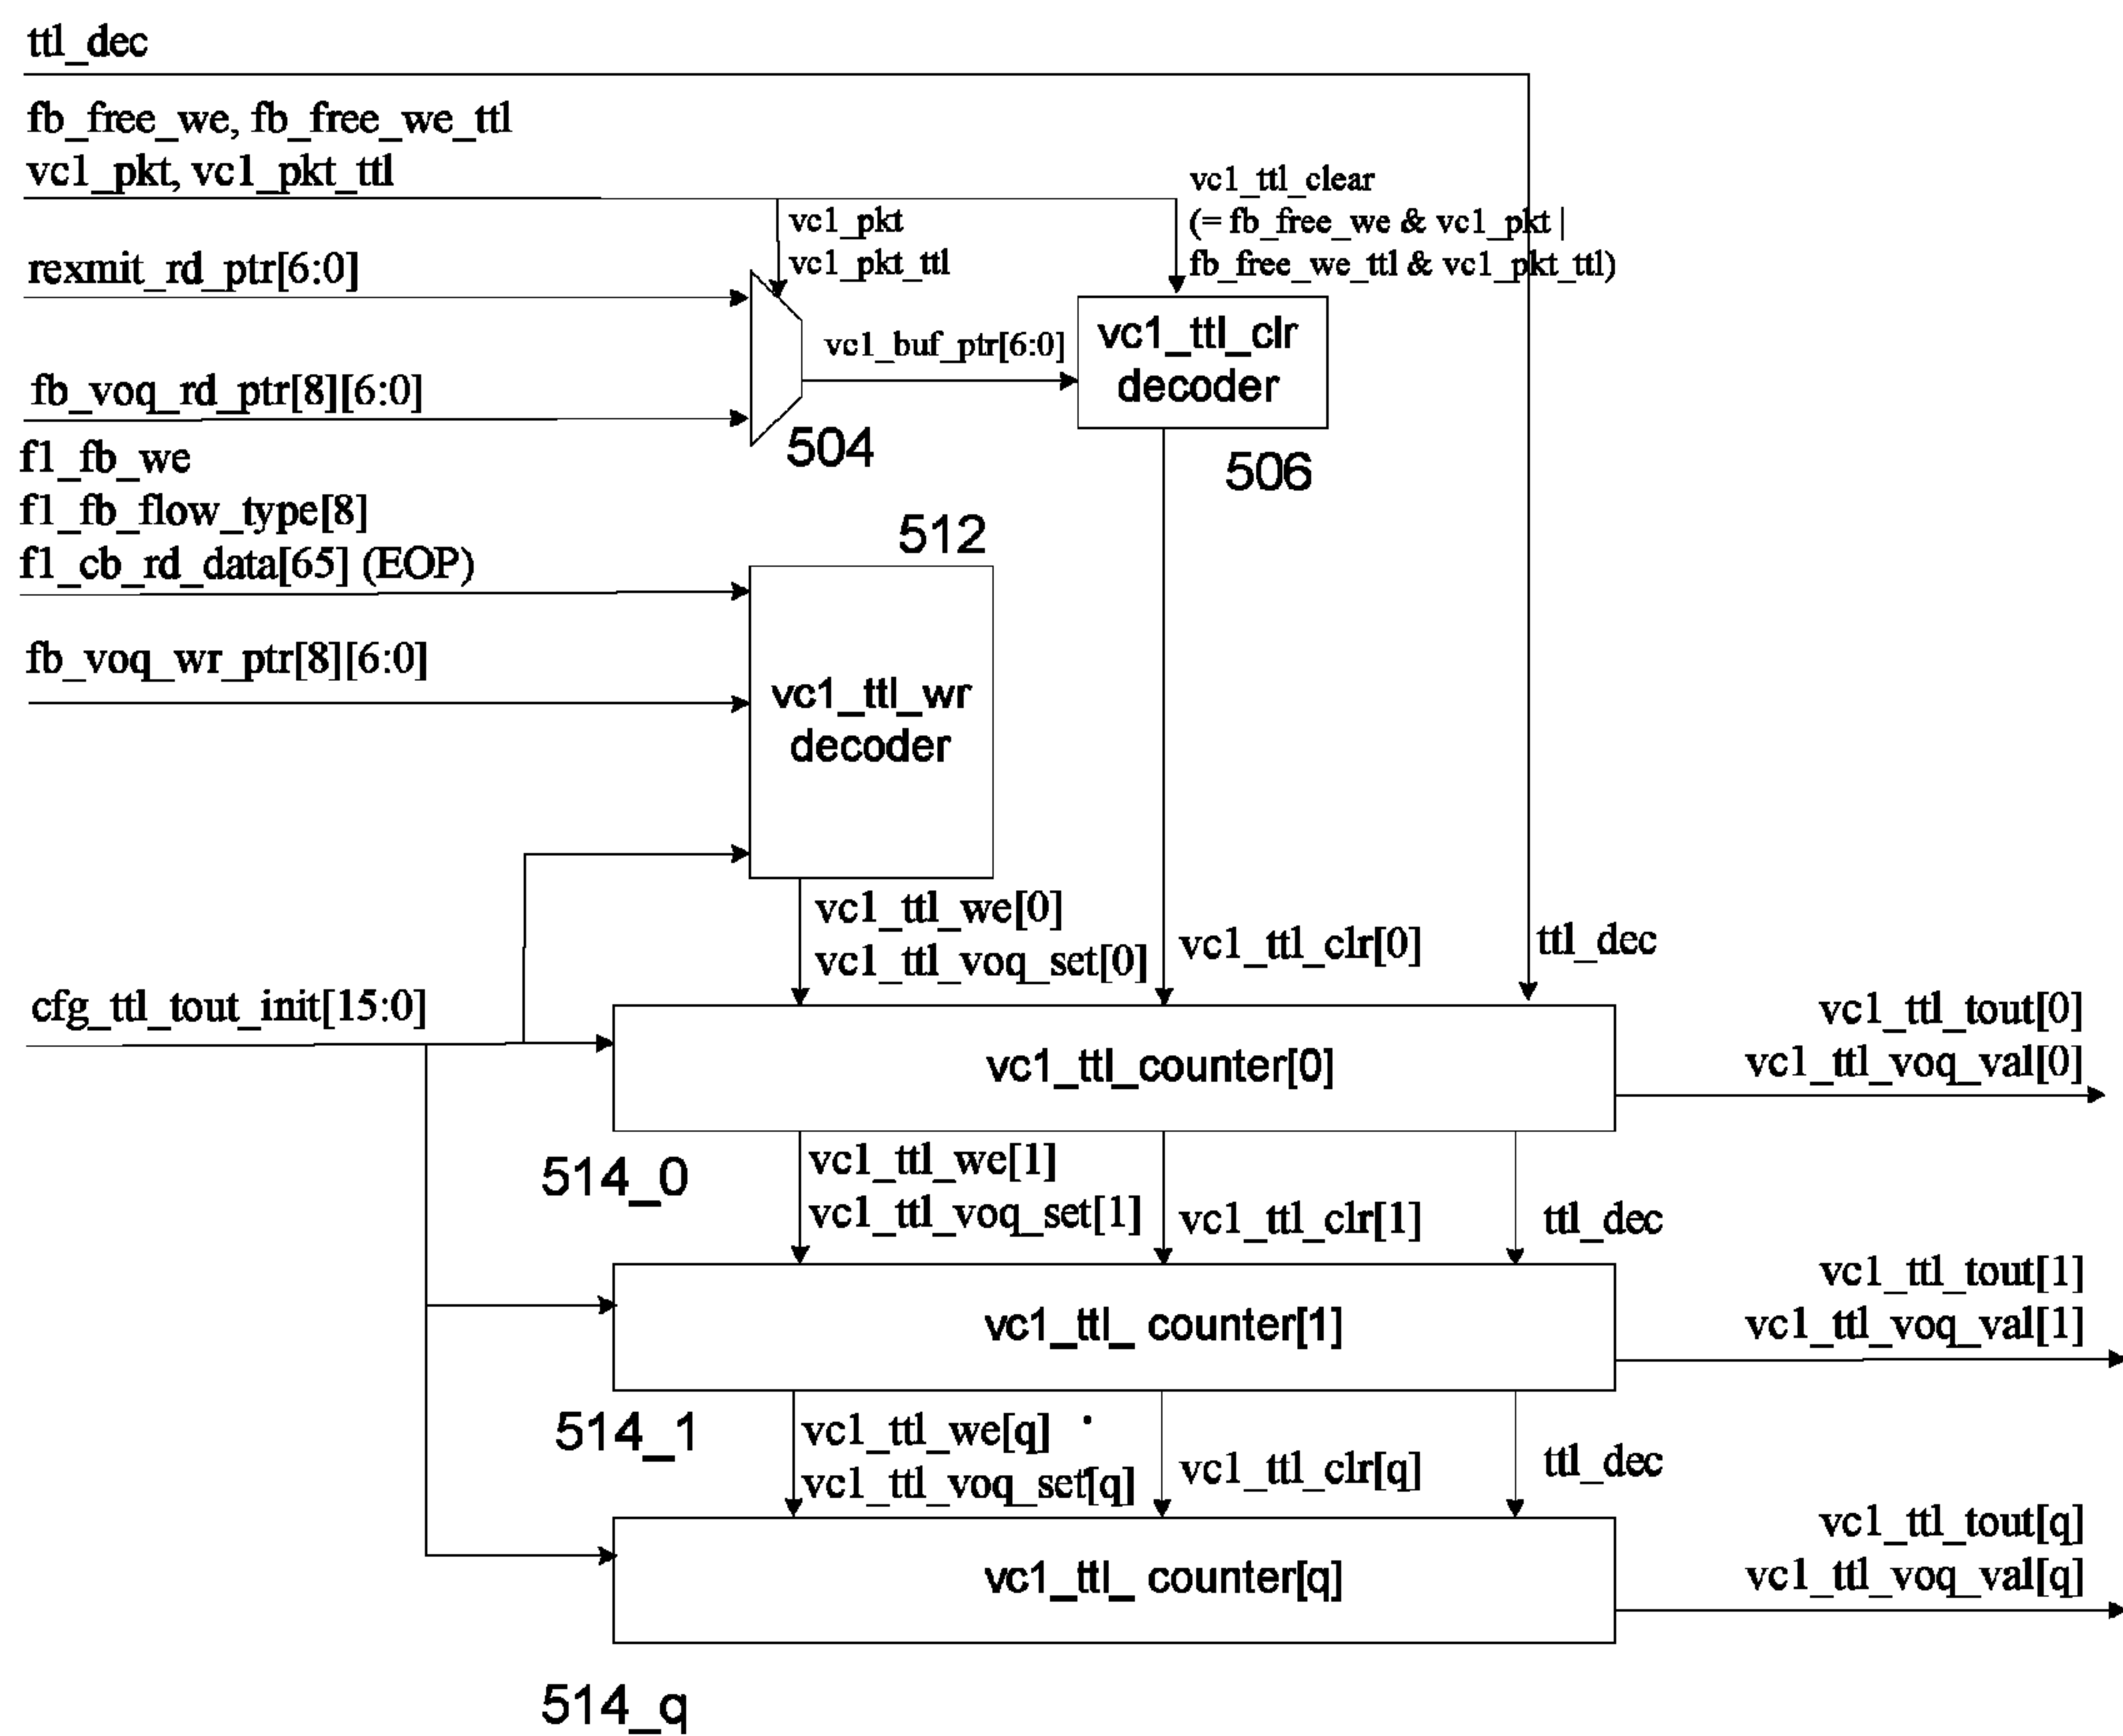 ttl_dec
fb_free_we, fb_free_we_ttl
vc1_pkt, vc1_pkt_ttl
vc1_ttl_clear
(= fb_free_we & vc1_pkt |
fb_free_we_ttl & vc1_pkt_ttl)
vc1_pkt
vc1_pkt_ttl
rexmit_rd_ptr[6:0]
vc1_buf_ptr[6:0]
vc1_ttl_clr
decoder
fb_voq_rd_ptr[8][6:0]
504
506
f1_fb_we
f1_fb_flow_type[8]
f1_cb_rd_data[65] (EOP)
512
fb_voq_wr_ptr[8][6:0]
vc1_ttl_wr
decoder
vc1_ttl_we[0]
vc1_ttl_voq_set[0]
vc1_ttl_clr[0]
ttl_dec
cfg_ttl_tout_init[15:0]
vc1_ttl_counter[0]
vc1_ttl_tout[0]
vc1_ttl_voq_val[0]
514_0
vc1_ttl_we[1]
vc1_ttl_voq_set[1]
vc1_ttl_clr[1]
ttl_dec
vc1_ttl_ counter[1]
vc1_ttl_tout[1]
vc1_ttl_voq_val[1]
514_1
vc1_ttl_we[q]
vc1_ttl_voq_set[q]
vc1_ttl_clr[q]
ttl_dec
vc1_ttl_ counter[q]
vc1_ttl_tout[q]
vc1_ttl_voq_val[q]
514_q